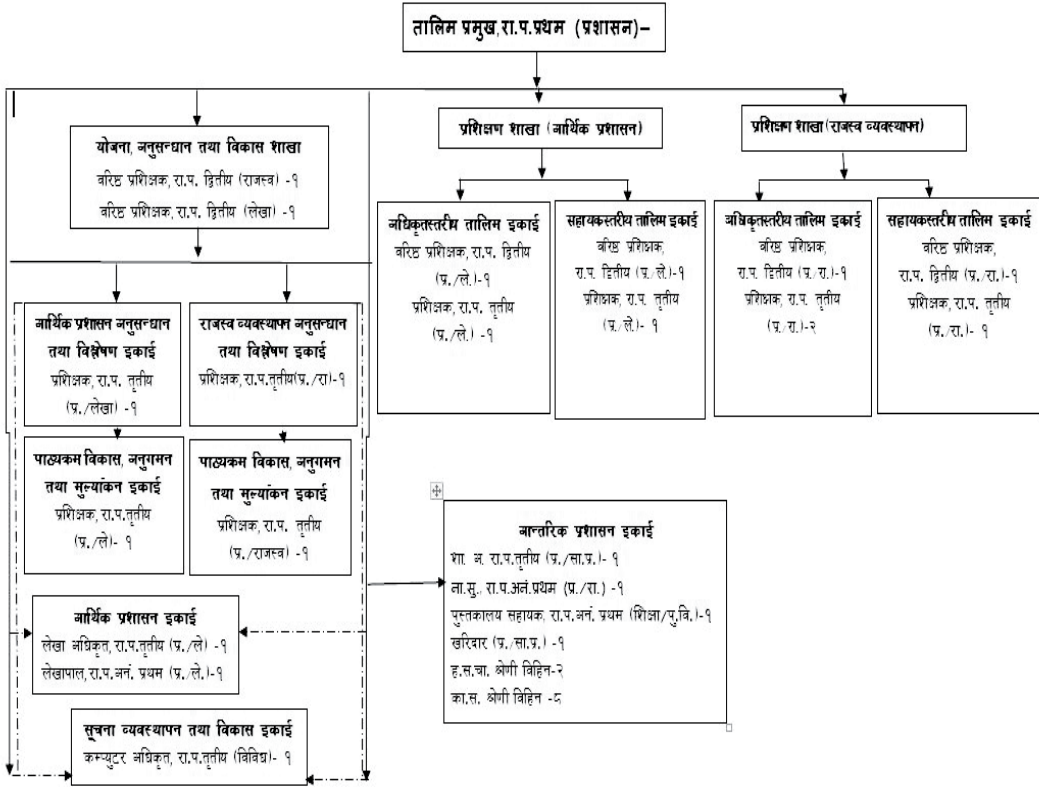 तालिम प्रमुख,रा.प.प्रथम (प्रशासन)–
योजना, अनुसन्धान तथा विकास शाखा
वरिष्ठ प्रशिक्षक, रा.प. द्वितीय (राजस्व) -१
वरिष्ठ प्रशिक्षक, रा.प. द्वितीय (लेखा) -१
प्रशिक्षण शाखा (आर्थिक प्रशासन)
प्रशिक्षण शाखा (राजस्व व्यवस्थापन)
अधिकृतस्तरीय तालिम इकाई
वरिष्ठ प्रशिक्षक, रा.प. द्वितीय
(प्र./ले.)-१
प्रशिक्षक, रा.प. तृतीय
(प्र./ले.) -१
सहायकस्तरीय तालिम इकाई
वरिष्ठ प्रशिक्षक,
रा.प. द्वितीय (प्र./ले.)-१
प्रशिक्षक, रा.प. तृतीय
(प्र./ले.)- १
अधिकृतस्तरीय तालिम इकाई
वरिष्ठ प्रशिक्षक,
रा.प. द्वितीय (प्र./रा.)-१
प्रशिक्षक, रा.प. तृतीय
(प्र./रा.)-२
सहायकस्तरीय तालिम इकाई
वरिष्ठ प्रशिक्षक,
रा.प. द्वितीय (प्र./रा.)-१
प्रशिक्षक, रा.प. तृतीय
(प्र./रा.)- १
आर्थिक प्रशासन अनुसन्धान
तथा विश्लेषण इकाई
प्रशिक्षक, रा.प. तृतीय
(प्र./लेखा) -१
राजस्व व्यवस्थापन अनुसन्धान
तथा विश्लेषण इकाई
प्रशिक्षक, रा.प.तृतीय(प्र./रा)-१
पाठ्यक्रम विकास, अनुगमन
तथा मुल्यांकन इकाई
प्रशिक्षक, रा.प.तृतीय
(प्र./ले)- १
पाठ्यक्रम विकास, अनुगमन
तथा मुल्यांकन इकाई
प्रशिक्षक, रा.प. तृतीय
(प्र./राजस्व) -१
आर्थिक प्रशासन इकाई
लेखा अधिकृत, रा.प.तृतीय (प्र./ले) -१
लेखापाल,रा.प.अनं. प्रथम (प्र./ले.)-१
सूचना व्यवस्थापन तथा विकास इकाई
कम्प्युटर अधिकृत, रा.प.तृतीय (विविध)- १
आन्तरिक प्रशासन इकाई
शा. अ. रा.प.तृतीय (प्र./सा.प्र.)- १
ना.सु., रा.प.अनं.प्रथम (प्र./रा.) -१
पुस्तकालय सहायक, रा.प.अनं. प्रथम (शिक्षा/पु.वि.)-१
खरिदार (प्र./सा.प्र.) -१
ह.स.चा. श्रेणी विहिन-२
का.स. श्रेणी विहिन -८